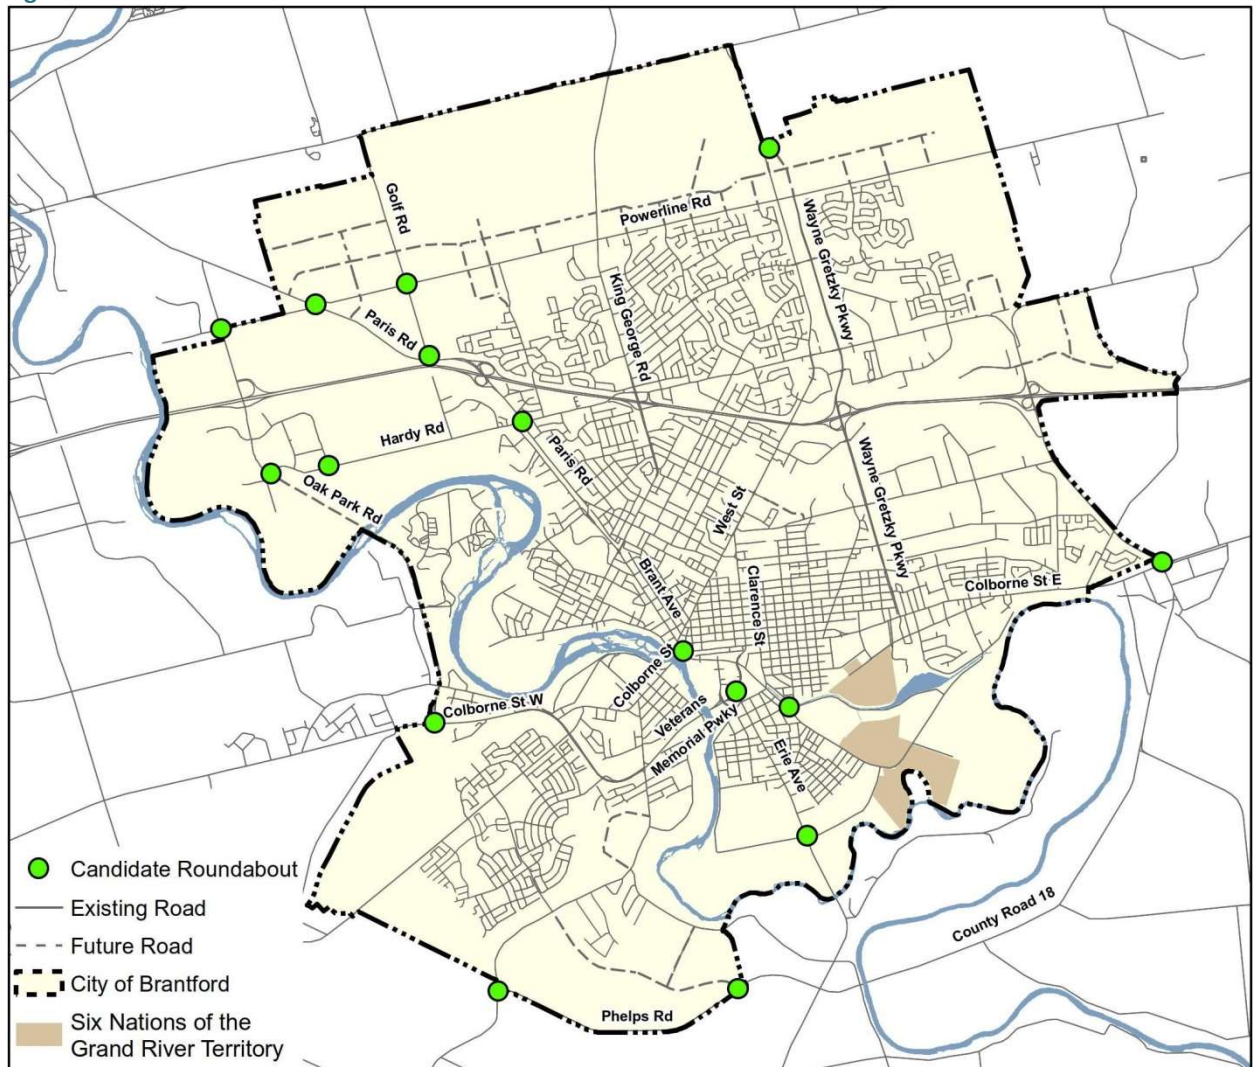 Golf Rd
Powerline Rd
Wayne Gretzky Pkwy
King George Rd
Paris Rd
Hardy Rd
Paris Rd
Oak Park Rd
West St
Wayne Gretzky Pkwy
Brant Ave
Clarence St
Colborne St E
Colborne St
Colborne St W
Veterans
Memorial Pwky
Erie Ave
County Road 18
Phelps Rd
Candidate Roundabout
Existing Road
Future Road
City of Brantford
Six Nations of the
Grand River Territory